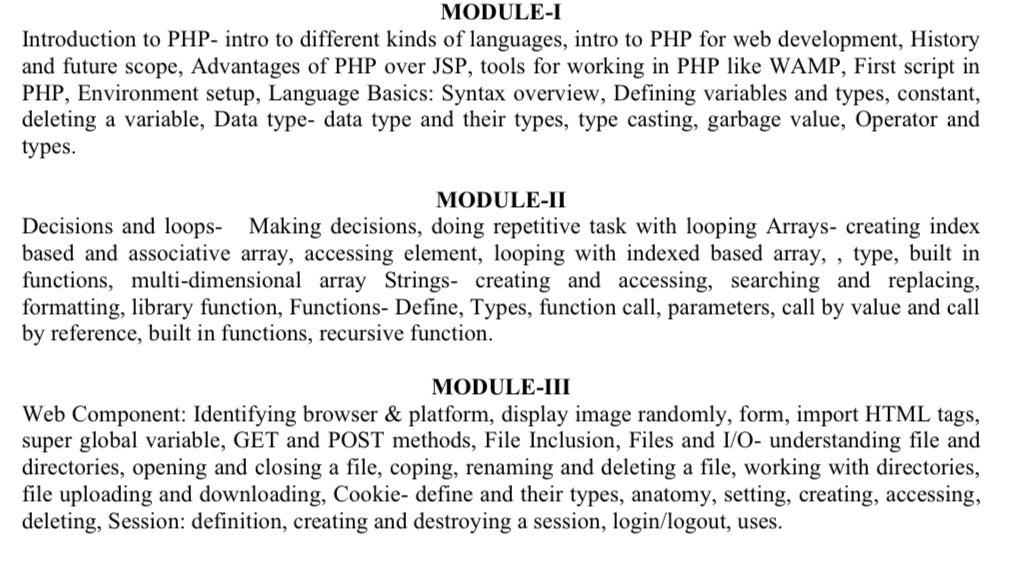 MODULE-I
Introduction to PHP- intro to different kinds of languages, intro to PHP for web development, History
and future scope, Advantages of PHP over JSP, tools for working in PHP like WAMP, First script in
PHP, Environment setup, Language Basics: Syntax overview, Defining variables and types, constant,
deleting a variable, Data type- data type and their types, type casting, garbage value, Operator and
types.
MODULE-II
Decisions and loops- Making decisions, doing repetitive task with looping Arrays- creating index
based and associative array, accessing element, looping with indexed based array, , type, built in
functions, multi-dimensional array Strings- creating and accessing, searching and replacing,
formatting, library function, Functions- Define, Types, function call, parameters, call by value and call
by reference, built in functions, recursive function.
MODULE-III
Web Component: Identifying browser & platform, display image randomly, form, import HTML tags,
super global variable, GET and POST methods, File Inclusion, Files and I/O- understanding file and
directories, opening and closing a file, coping, renaming and deleting a file, working with directories,
file uploading and downloading, Cookie- define and their types, anatomy, setting, creating, accessing,
deleting, Session: definition, creating and destroying a session, login/logout, uses.